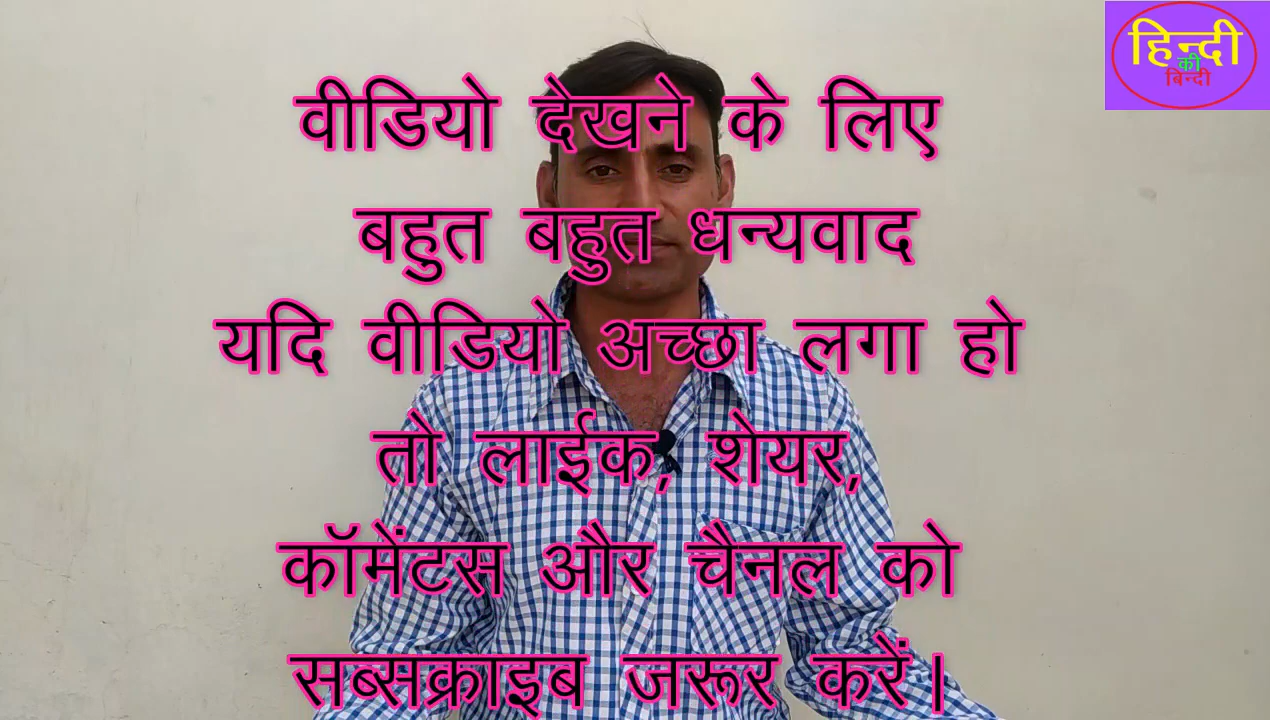 हिन्दी
की
बिन्दी
वीडियो देखने के लिए
बहुत बहुत धन्यवाद
यदि वीडियो अच्छा लगा हो
तो लाईक, शेयर,
कॉमेंटस और चैनल को
सब्सक्राइब जरूर करें।